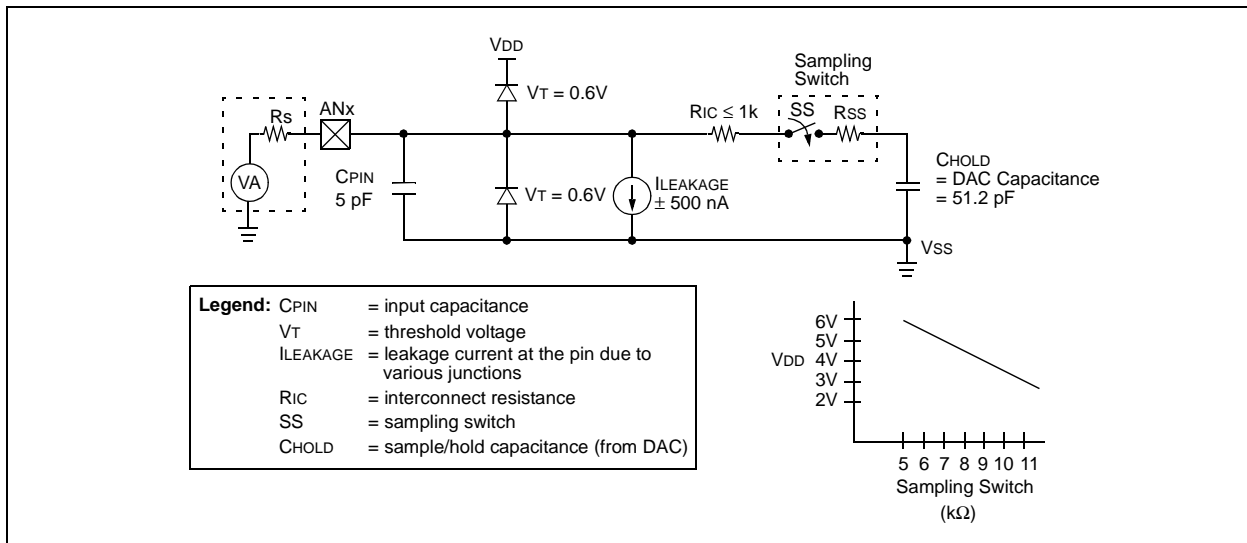 VDD
Sampling
Switch
VT = 0.6V
RIC ≤ 1k
SS
RSS
ANx
Rs
VA
CPIN
5 pF
VT = 0.6V
ILEAKAGE
± 500 nA
CHOLD
= DAC Capacitance
= 51.2 pF
VSS
Legend: CPIN = input capacitance
VT = threshold voltage
ILEAKAGE = leakage current at the pin due to
various junctions
RIC = interconnect resistance
SS = sampling switch
CHOLD = sample/hold capacitance (from DAC)
6V
5V
VDD 4V
3V
2V
5 6 7 8 9 10 11
Sampling Switch
(kΩ)